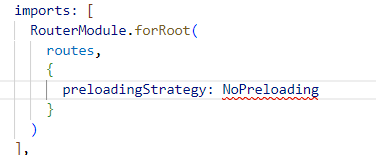 imports: [
RouterModule.forRoot(
routes,
{
preloadingStrategy: NoPreloading
}
)
],